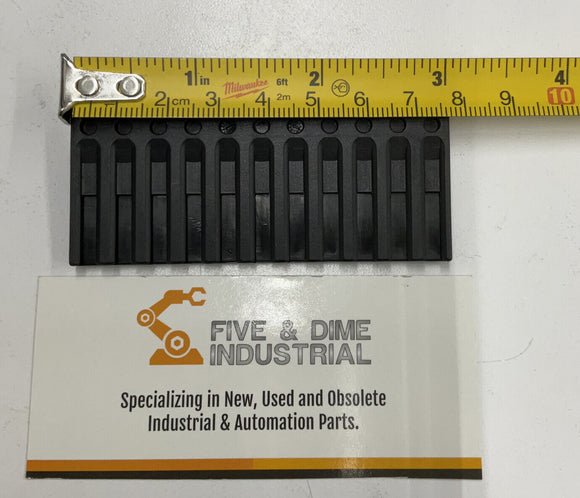 1 in Milwaukee 6ft 2 3 4
1 2 cm 3 4 2m 5 6 7 8 9 10
FIVE & DIME
INDUSTRIAL
Specializing in New, Used and Obsolete
Industrial & Automation Parts.